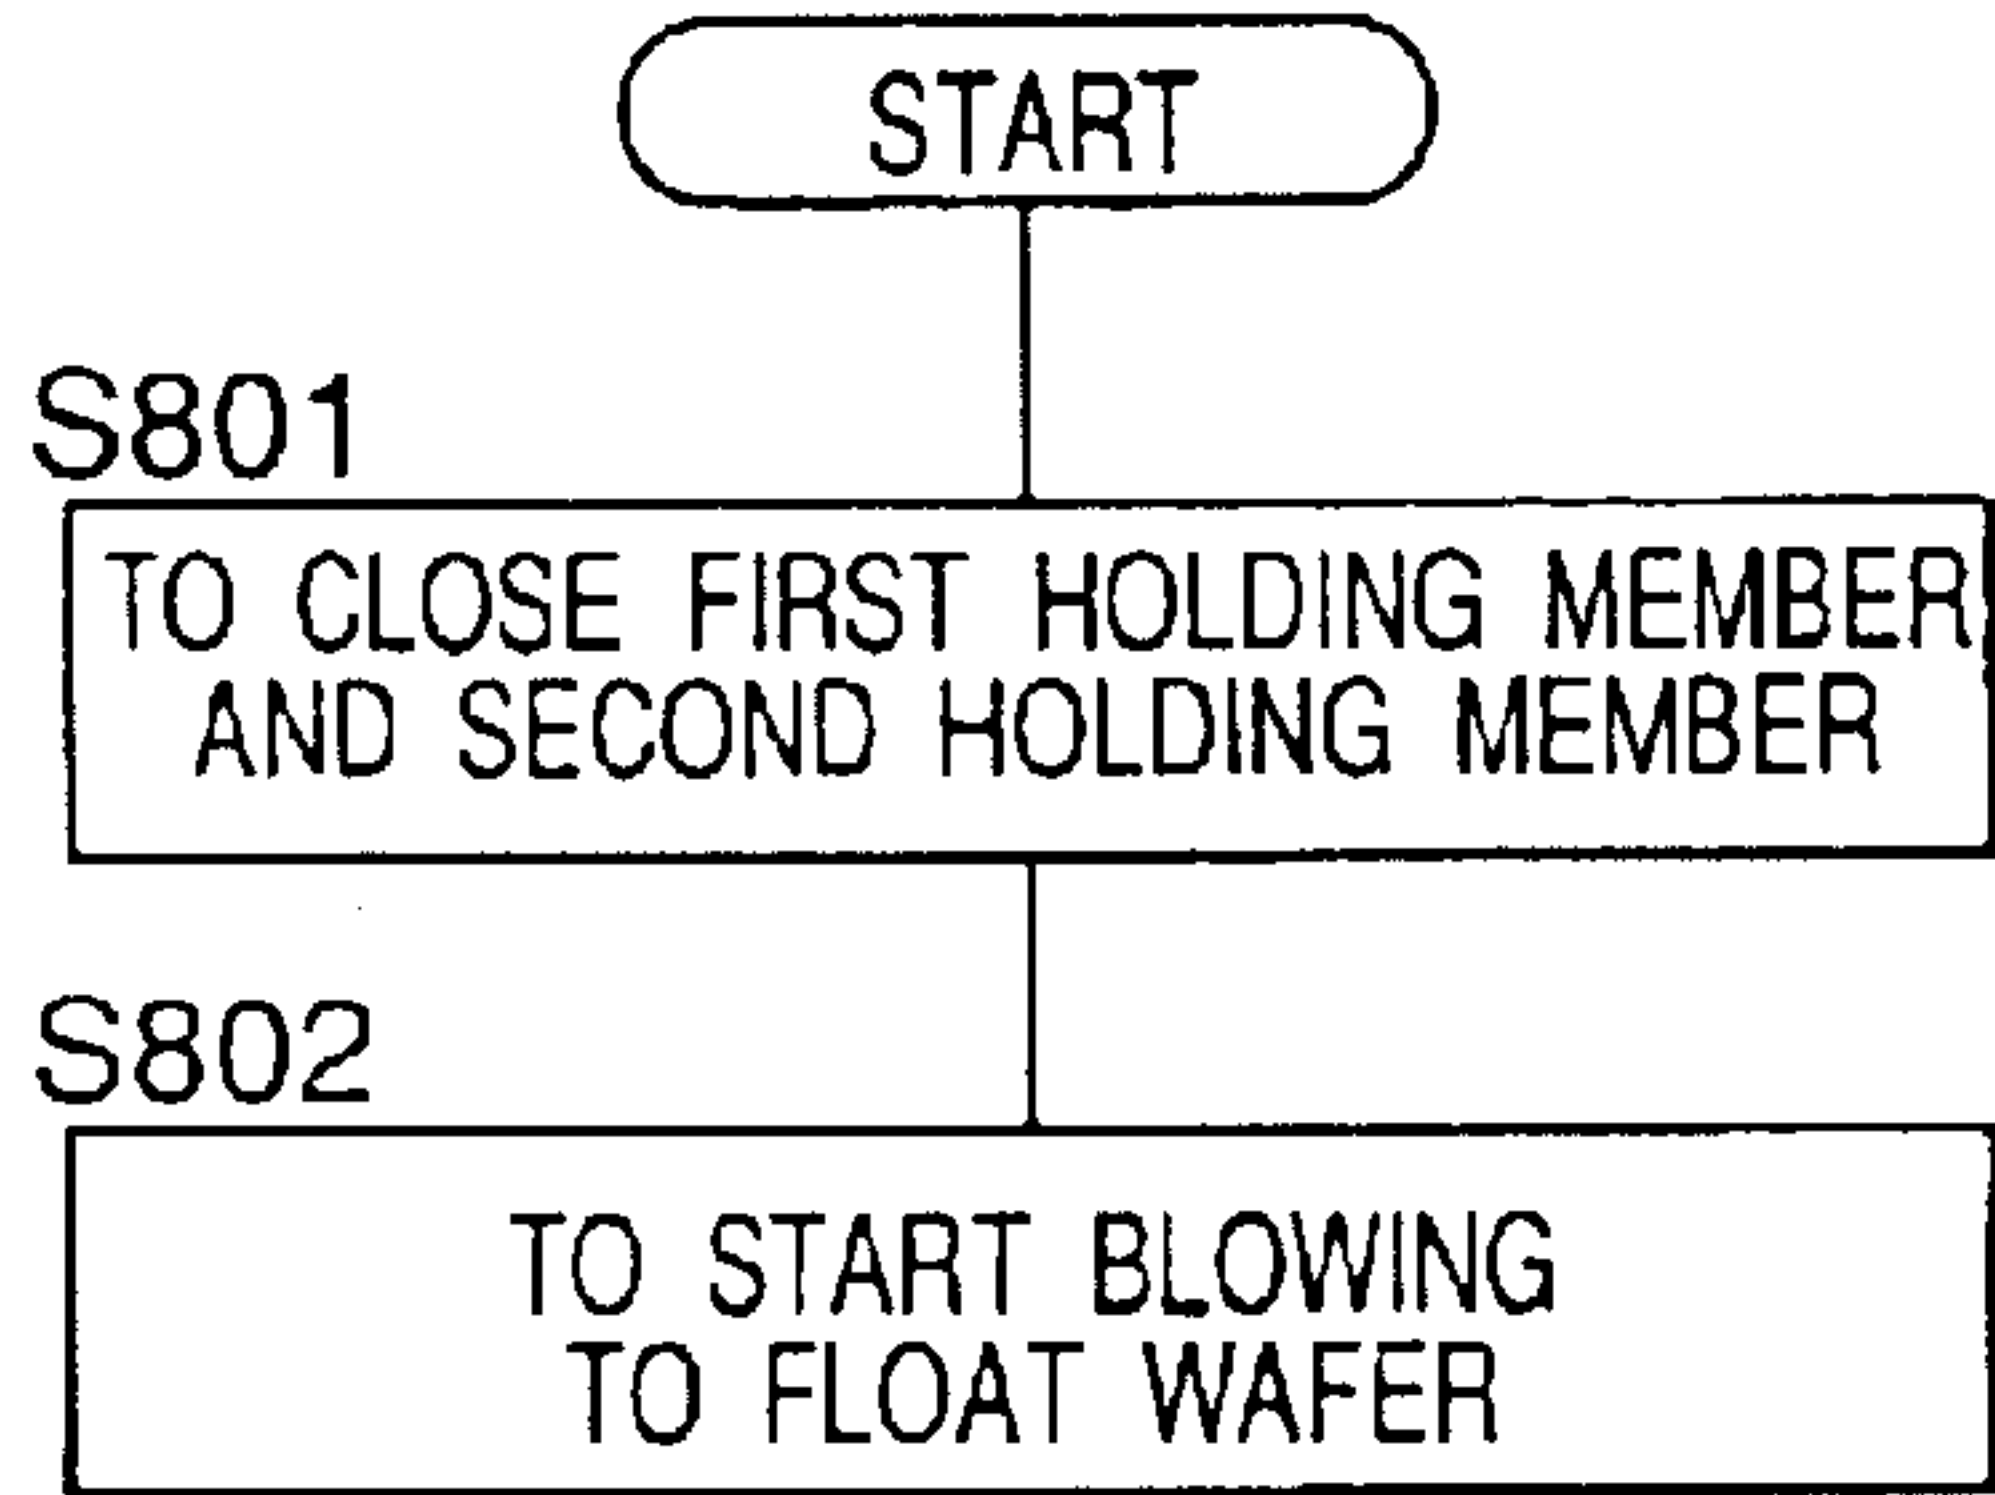 START
S801
TO CLOSE FIRST HOLDING MEMBER
AND SECOND HOLDING MEMBER
S802
TO START BLOWING
TO FLOAT WAFER